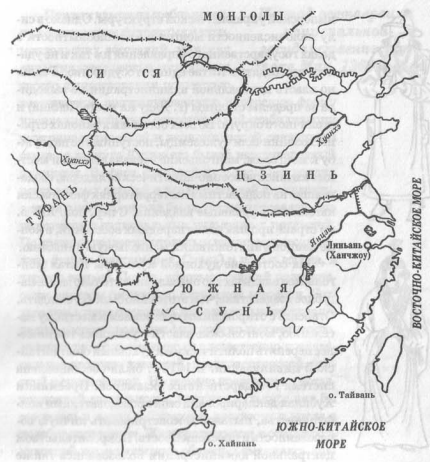 МОНГОЛЫ
СИ СЯ
Хуанхэ
Хуанхэ
ЦЗИНЬ
ТУФАНЬ
Янцзы
Линьань
(Ханчжоу)
ВОСТОЧНО-КИТАЙСКОЕ МОРЕ
ЮЖНАЯ
СУНЬ
о. Тайвань
о. Хайнань
ЮЖНО-КИТАЙСКОЕ
МОРЕ